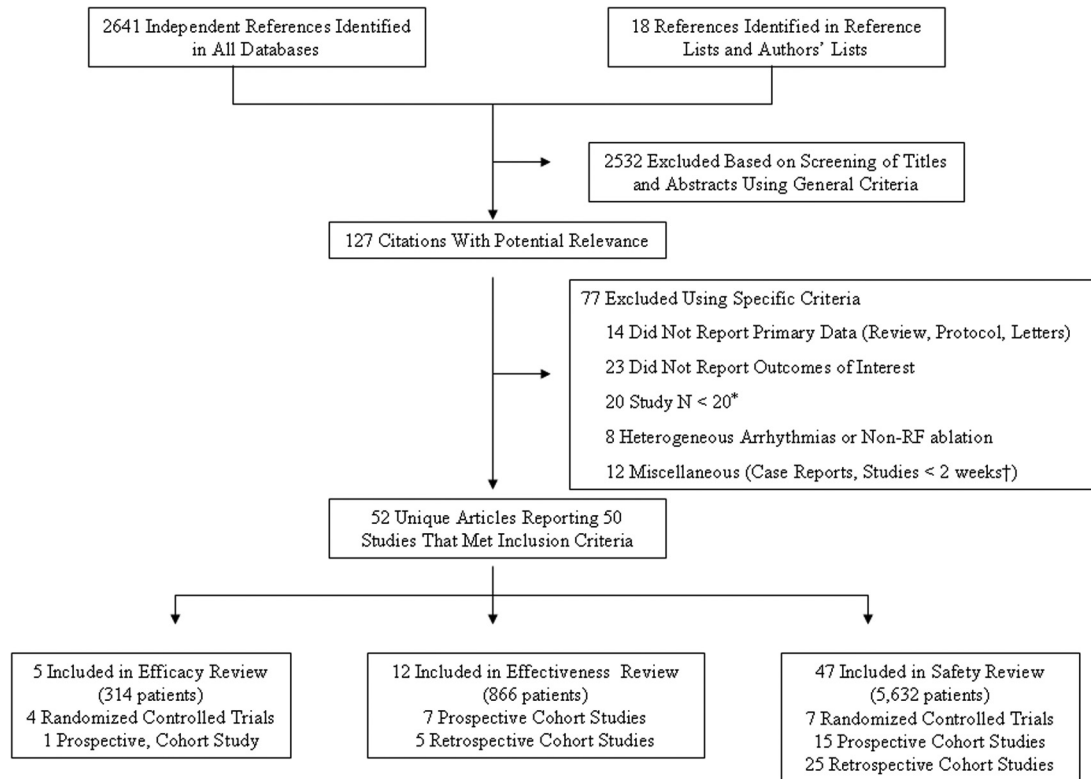 2641 Independent References Identified
in All Databases
18 References Identified in Reference
Lists and Authors' Lists
2532 Excluded Based on Screening of Titles
and Abstracts Using General Criteria
127 Citations With Potential Relevance
77 Excluded Using Specific Criteria
14 Did Not Report Primary Data (Review, Protocol, Letters)
23 Did Not Report Outcomes of Interest
20 Study N < 20*
8 Heterogeneous Arrhythmias or Non-RF ablation
12 Miscellaneous (Case Reports, Studies < 2 weeks†)
52 Unique Articles Reporting 50
Studies That Met Inclusion Criteria
5 Included in Efficacy Review
(314 patients)
4 Randomized Controlled Trials
1 Prospective, Cohort Study
12 Included in Effectiveness Review
(866 patients)
7 Prospective Cohort Studies
5 Retrospective Cohort Studies
47 Included in Safety Review
(5,632 patients)
7 Randomized Controlled Trials
15 Prospective Cohort Studies
25 Retrospective Cohort Studies